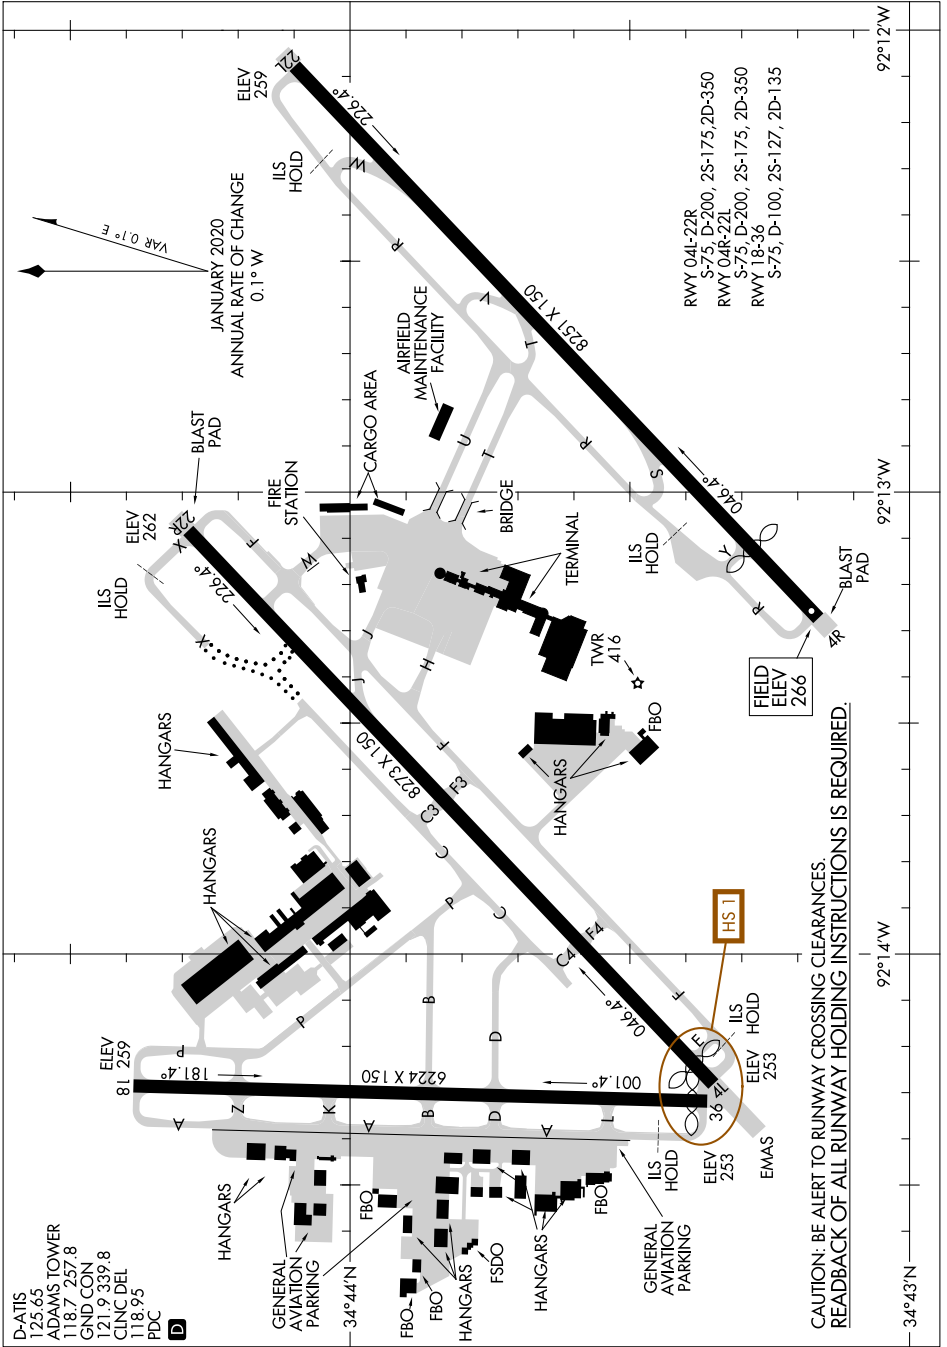 D-ATIS
125.65
ADAMS TOWER
118.7 257.8
GND CON
121.9 339.8
CLNC DEL
118.95
PDC
D
VAR 0.1° E
JANUARY 2020
ANNUAL RATE OF CHANGE
0.1° W
ELEV
259
22L
226.4°
ILS
HOLD
W
R
V
T
8251 X 150
R
S
046.4°
ILS
HOLD
Y
R
4R
BLAST
PAD
FIELD
ELEV
266
RWY 04L-22R
S-75, D-200, 2S-175,2D-350
RWY 04R-22L
S-75, D-200, 2S-175, 2D-350
RWY 18-36
S-75, D-100, 2S-127, 2D-135
BLAST
PAD
ELEV
262
22R
X
ILS
HOLD
226.4°
X
F
W
FIRE
STATION
CARGO AREA
AIRFIELD
MAINTENANCE
FACILITY
U
T
BRIDGE
TERMINAL
J
J
H
TWR
416
FBO
HANGARS
HANGARS
HANGARS
8273 X 150
F
F3
C3
C
P
C
C4
F4
046.4°
F
P
P
B
D
ELEV
259
18
181.4°
6224 X 150
001.4°
36
4L
E
HS 1
ILS
HOLD
ELEV
253
ELEV
253
EMAS
ILS
HOLD
A
Z
K
A
B
D
A
L
HANGARS
GENERAL
AVIATION
PARKING
FBO
FBO
FBO
HANGARS
FSDO
HANGARS
FBO
GENERAL
AVIATION
PARKING
34°44'N
34°43'N
92°14'W
92°13'W
92°12'W
CAUTION: BE ALERT TO RUNWAY CROSSING CLEARANCES.
READBACK OF ALL RUNWAY HOLDING INSTRUCTIONS IS REQUIRED.